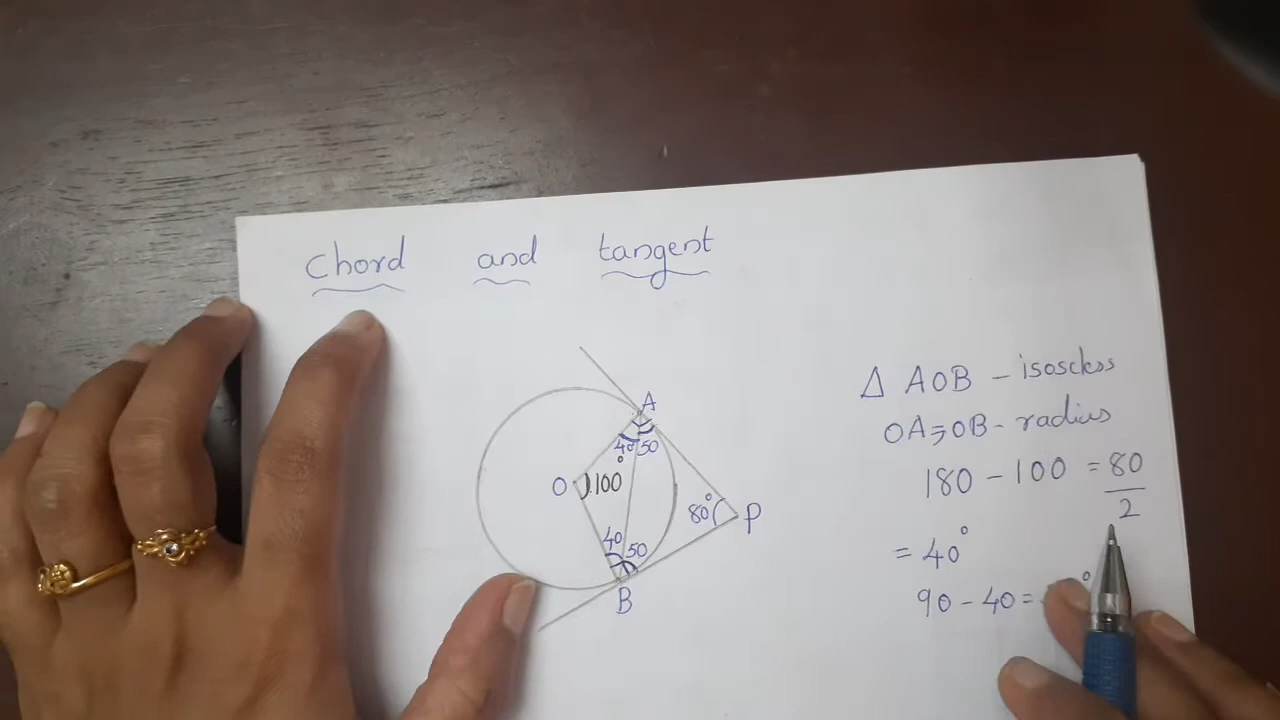 chord and tangent
A
40 50
O 100°
80° P
40 50
B
Δ AOB - isoscless
OA = OB - radius
180 - 100 = 80
2
= 40°
90 - 40 =